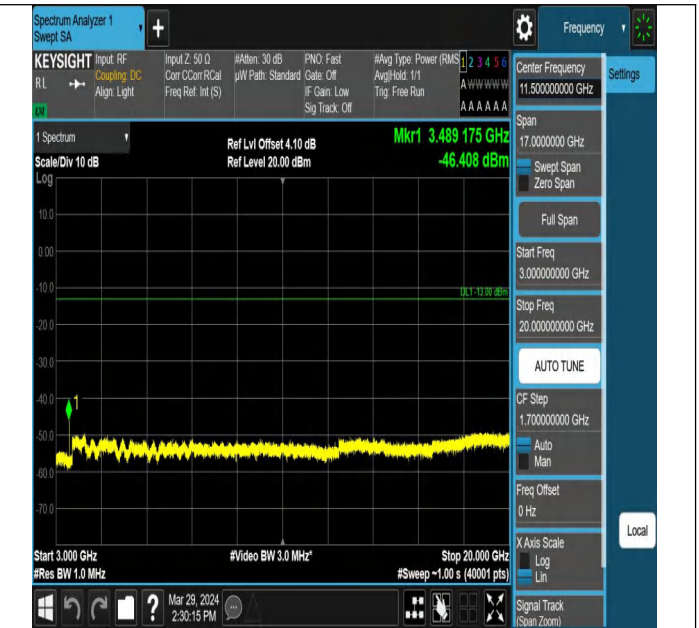 Spectrum Analyzer 1
Swept SA
+
Frequency
KEYSIGHT
RL
Input: RF
Coupling: DC
Align: Light
Input Z: 50 Ω
Corr CCorr RCal
Freq Ref: Int (S)
#Atten: 30 dB
µW Path: Standard
PNO: Fast
Gate: Off
IF Gain: Low
Sig Track: Off
#Avg Type: Power (RMS
Avg|Hold: 1/1
Trig: Free Run
1 2 3 4 5 6
A W W W W W
A A A A A A
1 Spectrum
Scale/Div 10 dB
Log
Ref Lvl Offset 4.10 dB
Ref Level 20.00 dBm
Mkr1 3.489 175 GHz
-46.408 dBm
10.0
0.00
-10.0
DL1 -13.00 dBm
-20.0
-30.0
-40.0
1
-50.0
-60.0
-70.0
Start 3.000 GHz
#Video BW 3.0 MHz*
Stop 20.000 GHz
#Res BW 1.0 MHz
#Sweep ~1.00 s (40001 pts)
?
Mar 29, 2024
2:30:15 PM
Center Frequency
11.500000000 GHz
Settings
Span
17.0000000 GHz
Swept Span
Zero Span
Full Span
Start Freq
3.000000000 GHz
Stop Freq
20.000000000 GHz
AUTO TUNE
CF Step
1.700000000 GHz
Auto
Man
Freq Offset
0 Hz
X Axis Scale
Log
Lin
Local
Signal Track
(Span Zoom)